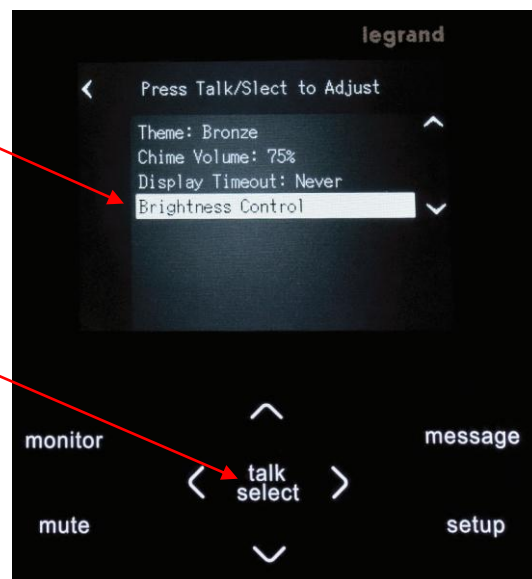 legrand
Press Talk/Slect to Adjust
Theme: Bronze
Chime Volume: 75%
Display Timeout: Never
Brightness Control
monitor
message
talk
select
mute
setup